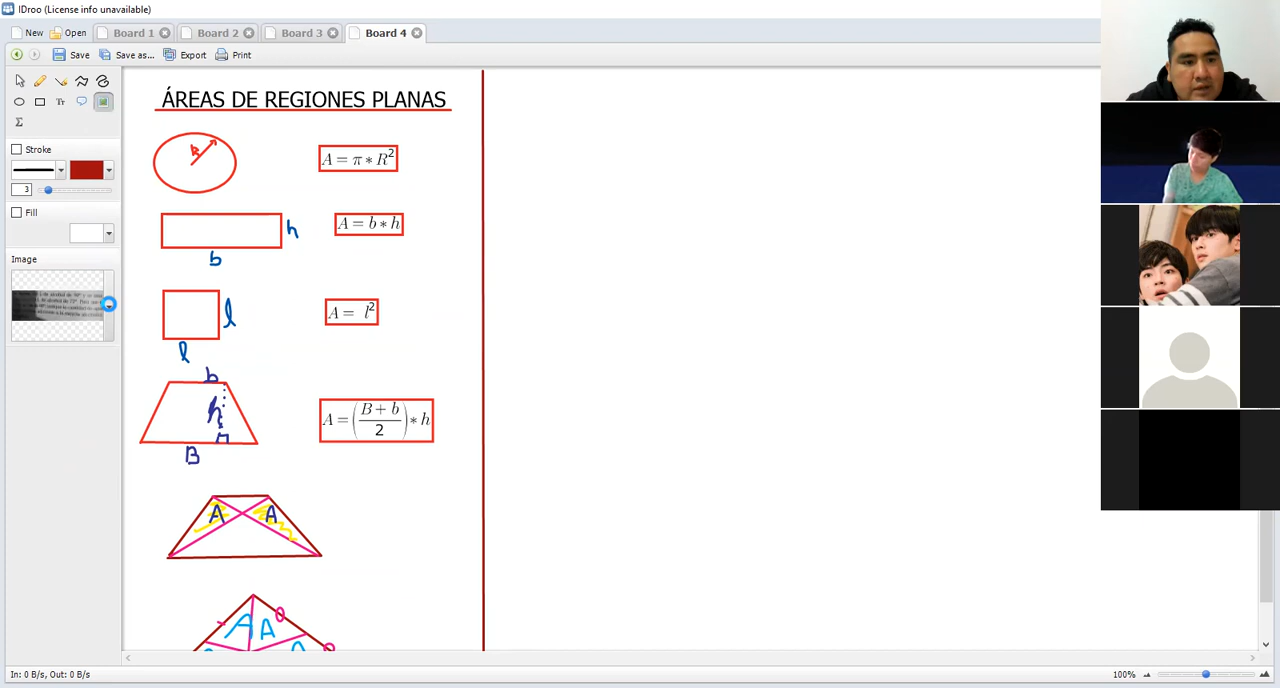 IDroo (License info unavailable)
New Open Board 1 Board 2 Board 3 Board 4
Save Save as... Export Print
Tr
Σ
Stroke
3
Fill
Image
ÁREAS DE REGIONES PLANAS
R
A = π * R²
h
b
A = b * h
l
l
A = l²
b
h
B
A = (B + b / 2) * h
A A
A A
In: 0 B/s, Out: 0 B/s
100%